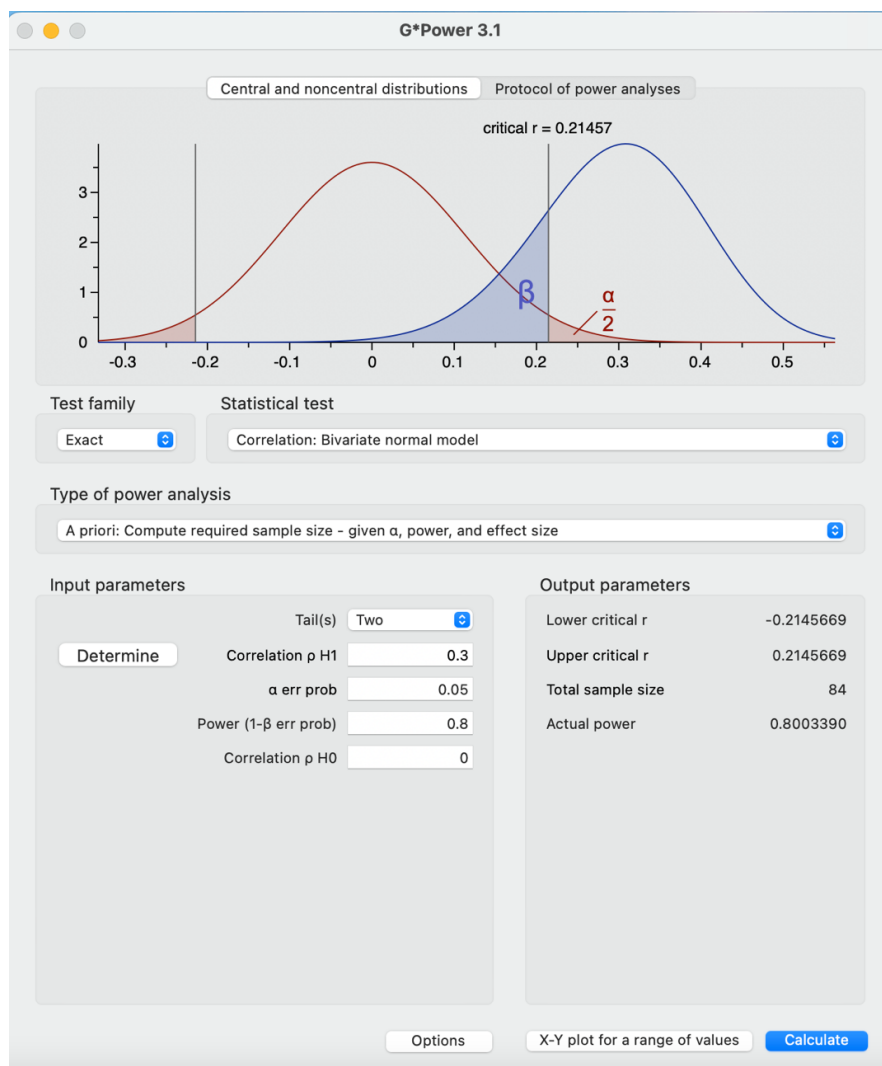 G*Power 3.1
Central and noncentral distributions Protocol of power analyses
critical r = 0.21457
3
2
1
0
β
α
2
-0.3 -0.2 -0.1 0 0.1 0.2 0.3 0.4 0.5
Test family Statistical test
Exact Correlation: Bivariate normal model
Type of power analysis
A priori: Compute required sample size – given α, power, and effect size
Input parameters Output parameters
Tail(s) Two Lower critical r -0.2145669
Determine Correlation ρ H1 0.3 Upper critical r 0.2145669
α err prob 0.05 Total sample size 84
Power (1-β err prob) 0.8 Actual power 0.8003390
Correlation ρ H0 0
Options X-Y plot for a range of values Calculate